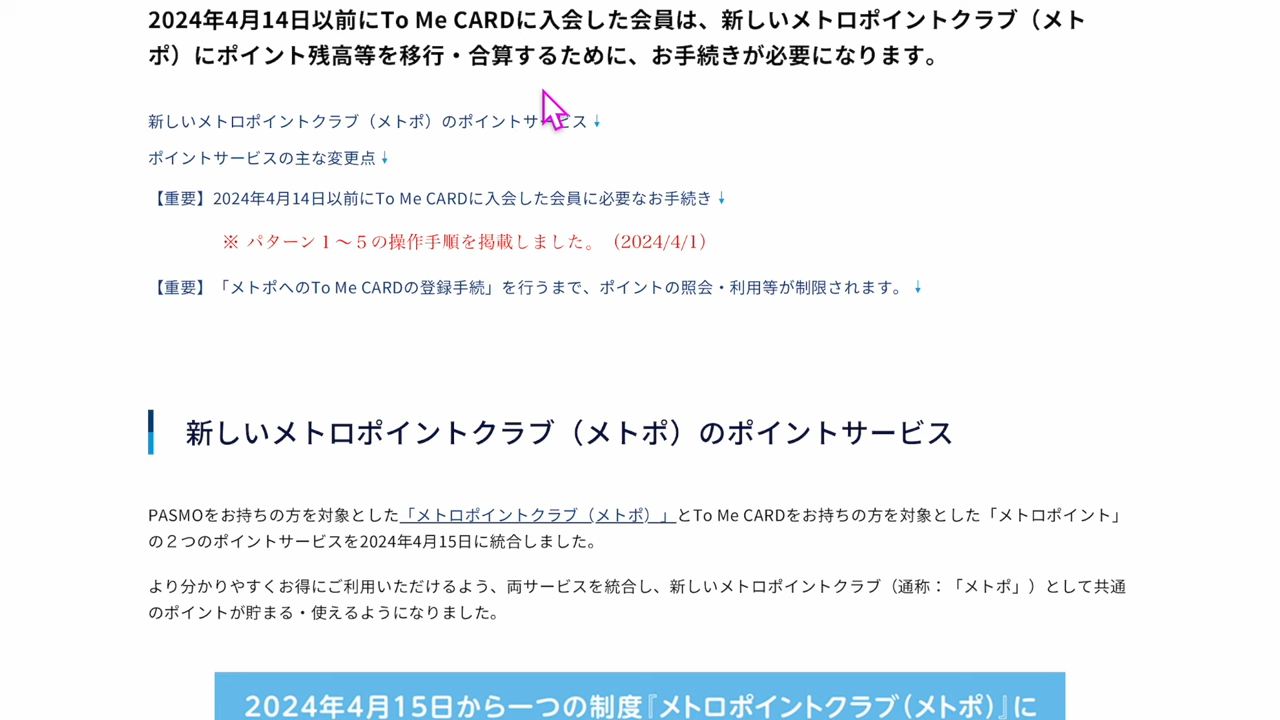 2024年4月14日以前にTo Me CARDに入会した会員は、新しいメトロポイントクラブ（メト
ポ）にポイント残高等を移行・合算するために、お手続きが必要になります。
新しいメトロポイントクラブ（メトポ）のポイントサービス↓
ポイントサービスの主な変更点↓
【重要】2024年4月14日以前にTo Me CARDに入会した会員に必要なお手続き↓
※ パターン１～５の操作手順を掲載しました。（2024/4/1）
【重要】「メトポへのTo Me CARDの登録手続」を行うまで、ポイントの照会・利用等が制限されます。↓
新しいメトロポイントクラブ（メトポ）のポイントサービス
PASMOをお持ちの方を対象とした「メトロポイントクラブ（メトポ）」とTo Me CARDをお持ちの方を対象とした「メトロポイント」
の２つのポイントサービスを2024年4月15日に統合しました。
より分かりやすくお得にご利用いただけるよう、両サービスを統合し、新しいメトロポイントクラブ（通称：「メトポ」）として共通
のポイントが貯まる・使えるようになりました。
2024年4月15日から一つの制度『メトロポイントクラブ（メトポ）』に